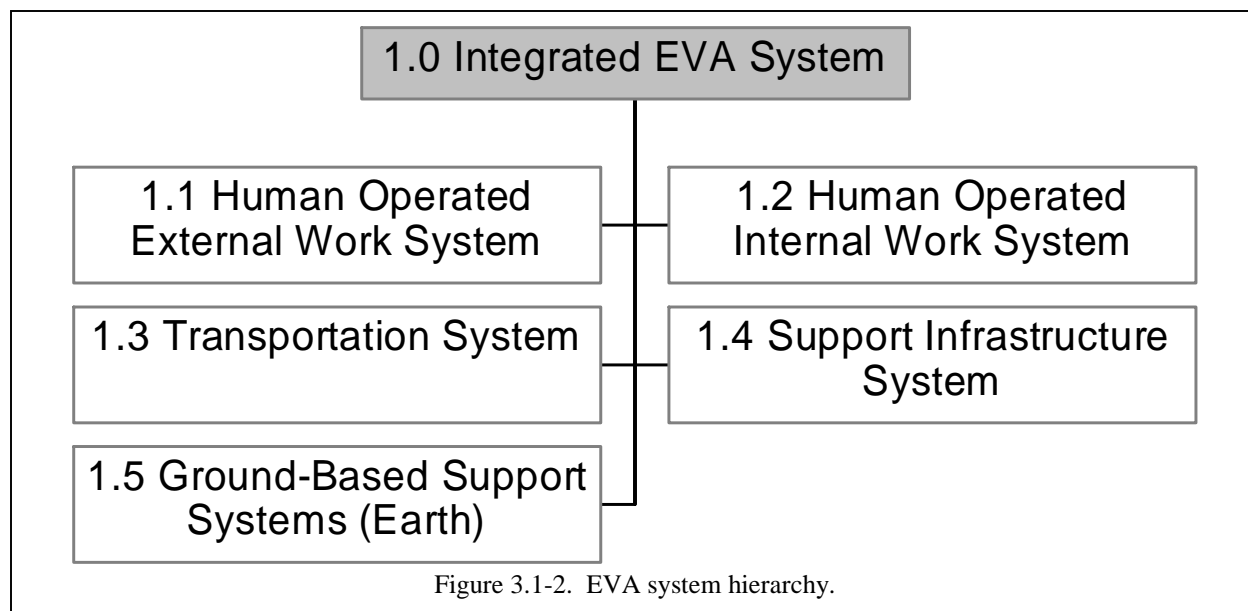 1.0 Integrated EVA System
1.1 Human Operated
External Work System
1.2 Human Operated
Internal Work System
1.3 Transportation System
1.4 Support Infrastructure
System
1.5 Ground-Based Support
Systems (Earth)
Figure 3.1-2. EVA system hierarchy.